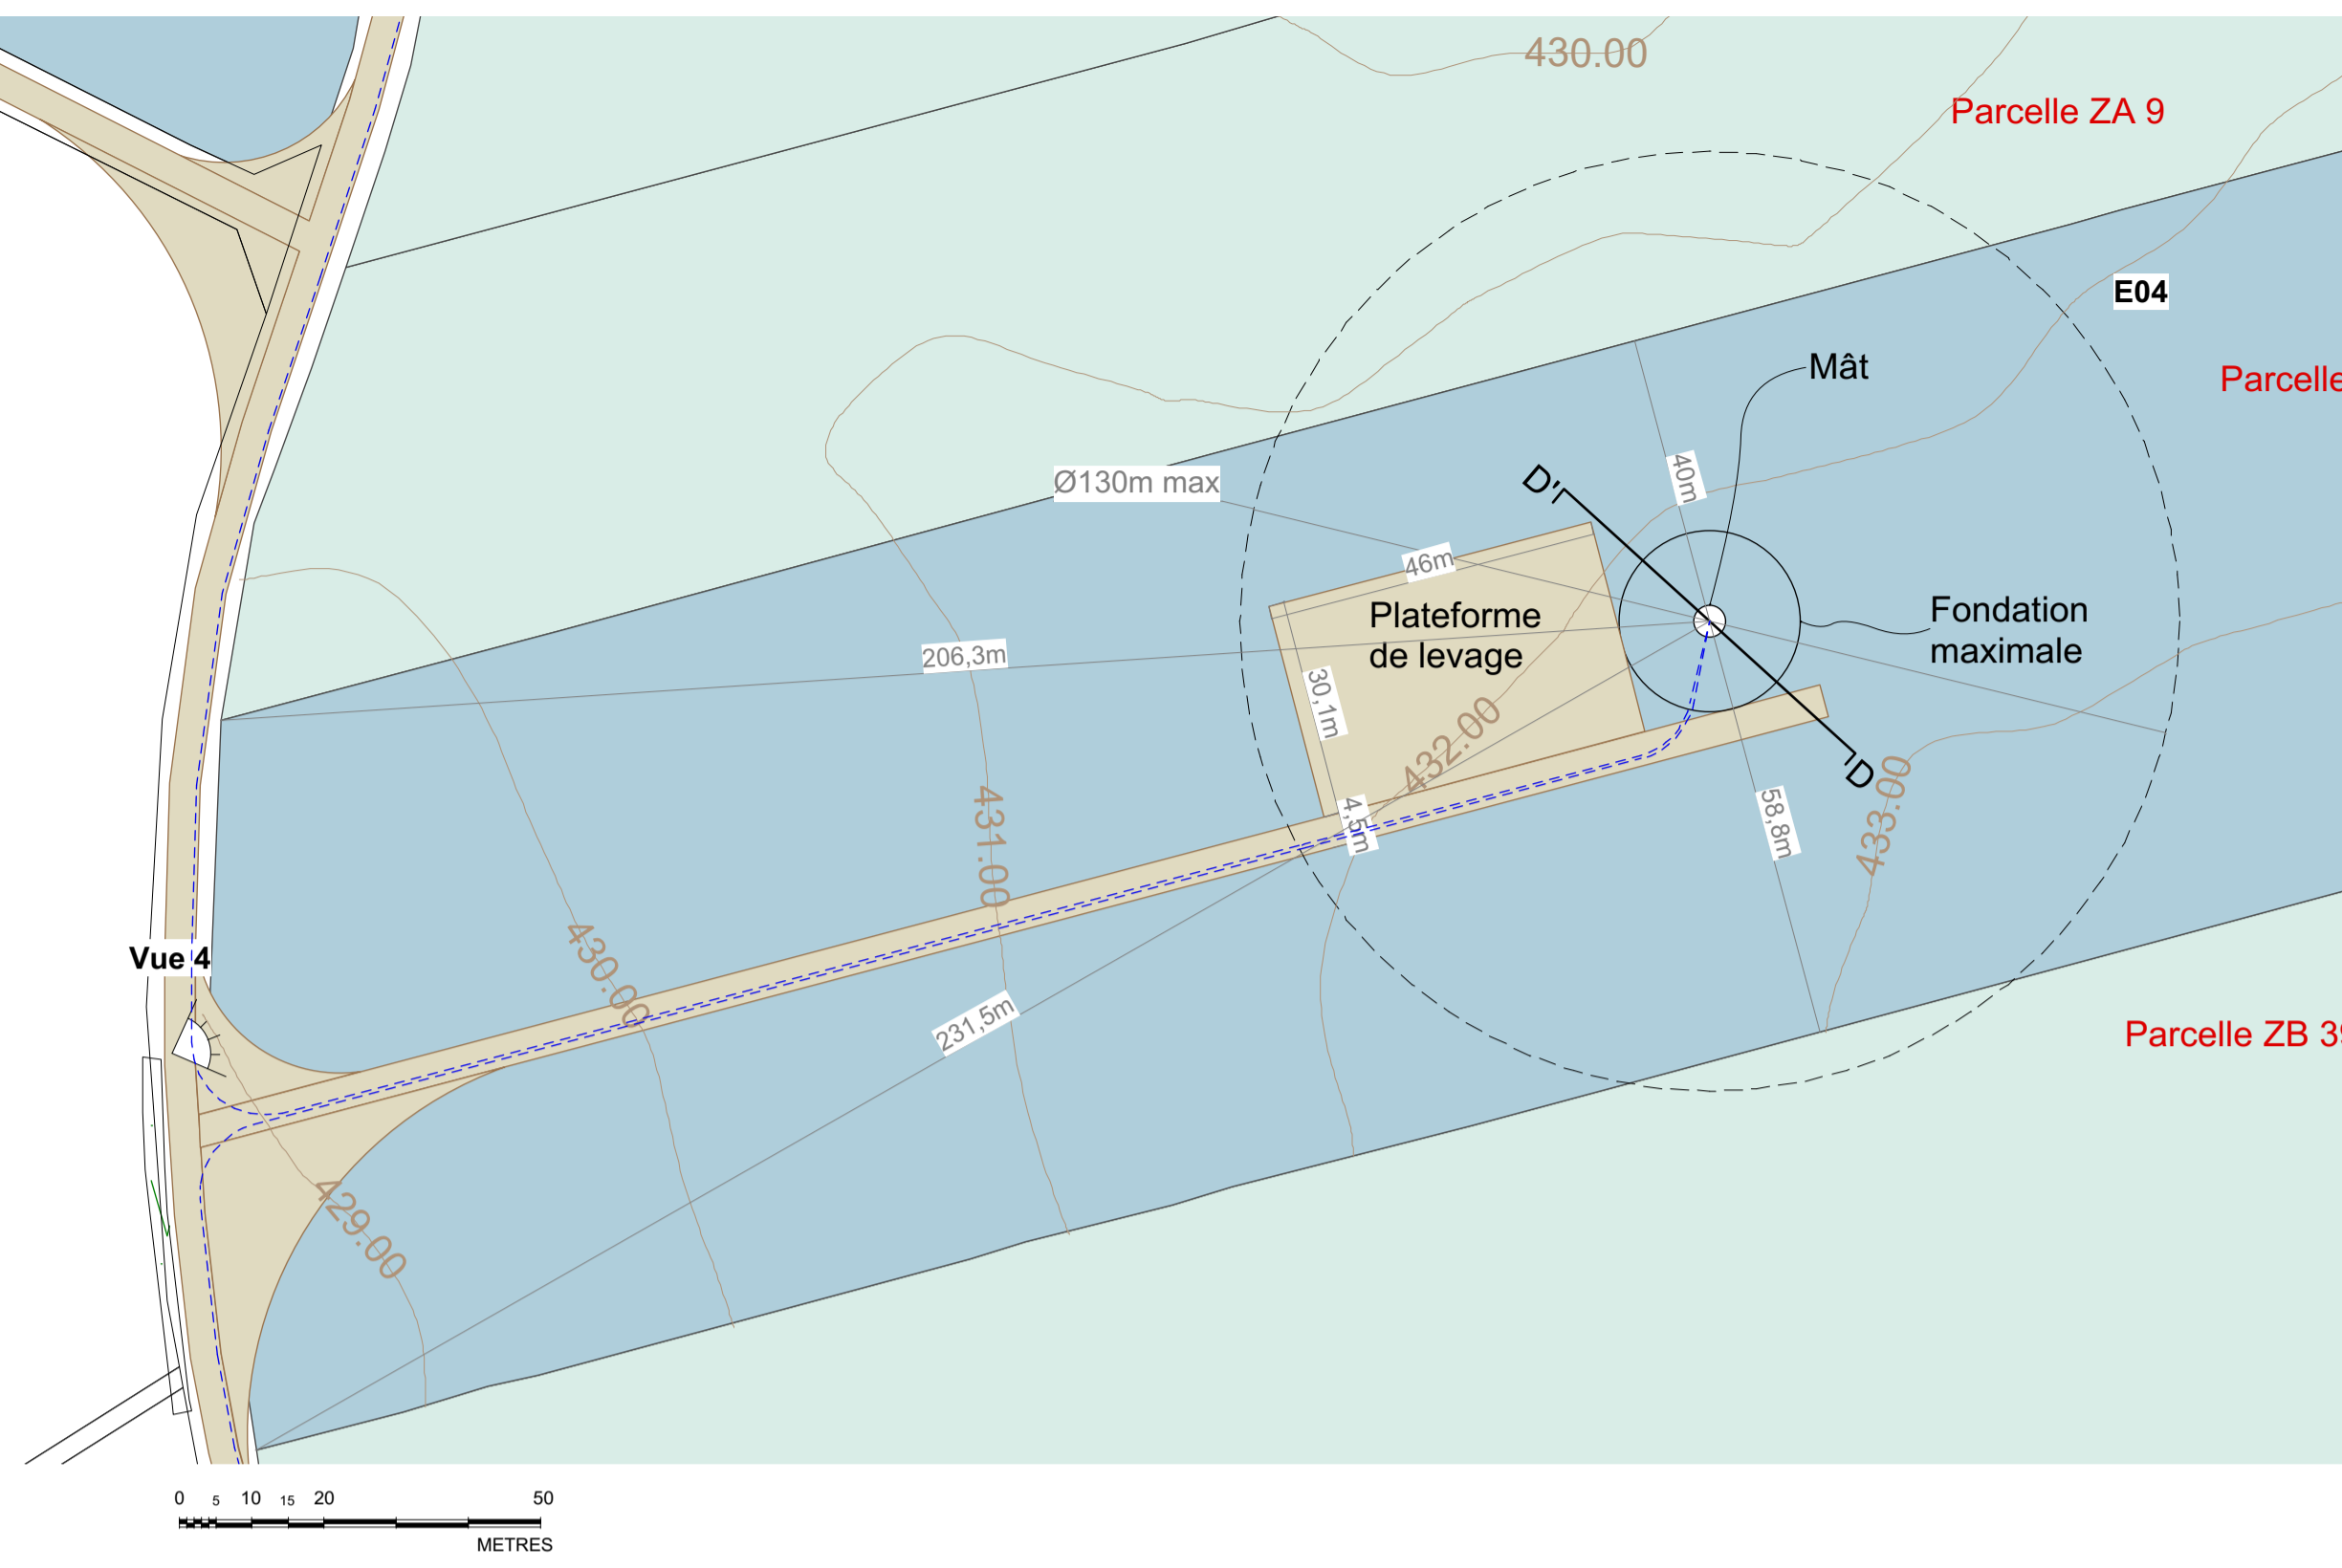 430.00
Parcelle ZA 9
E04
Mât
Parcelle
D'
40m
Ø130m max
46m
Plateforme
de levage
Fondation
maximale
206,3m
30,1m
432.00
D
433.00
4,5m
58,8m
431.00
Vue 4
430.00
231,5m
Parcelle ZB 39
429.00
0 5 10 15 20 50
METRES